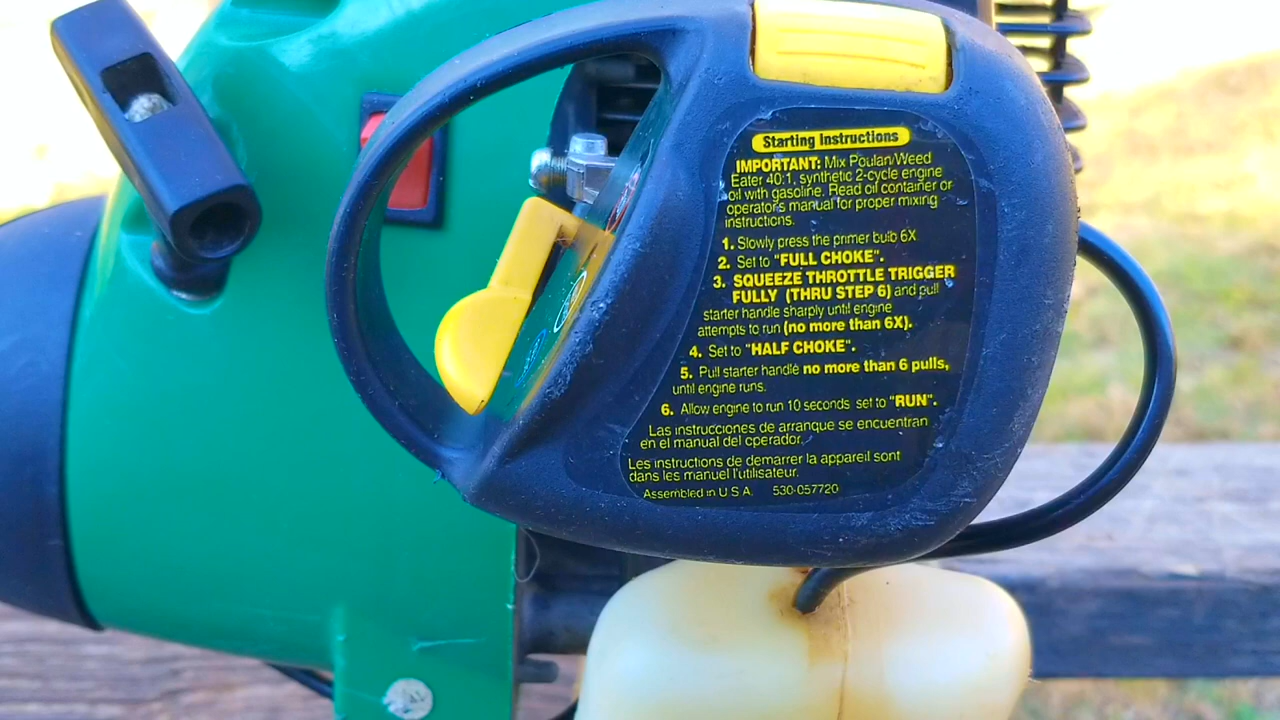 Starting Instructions
IMPORTANT: Mix Poulan/Weed
Eater 40:1, synthetic 2-cycle engine
oil with gasoline. Read oil container or
operator's manual for proper mixing
instructions.
1. Slowly press the primer bulb 6X.
2. Set to "FULL CHOKE".
3. SQUEEZE THROTTLE TRIGGER
FULLY (THRU STEP 6) and pull
starter handle sharply until engine
attempts to run (no more than 6X).
4. Set to "HALF CHOKE".
5. Pull starter handle no more than 6 pulls,
until engine runs.
6. Allow engine to run 10 seconds set to "RUN".
Las instrucciones de arranque se encuentran
en el manual del operador.
Les instructions de demarrer la appareil sont
dans les manuel l'utilisateur.
Assembled in U S A. 530-057720